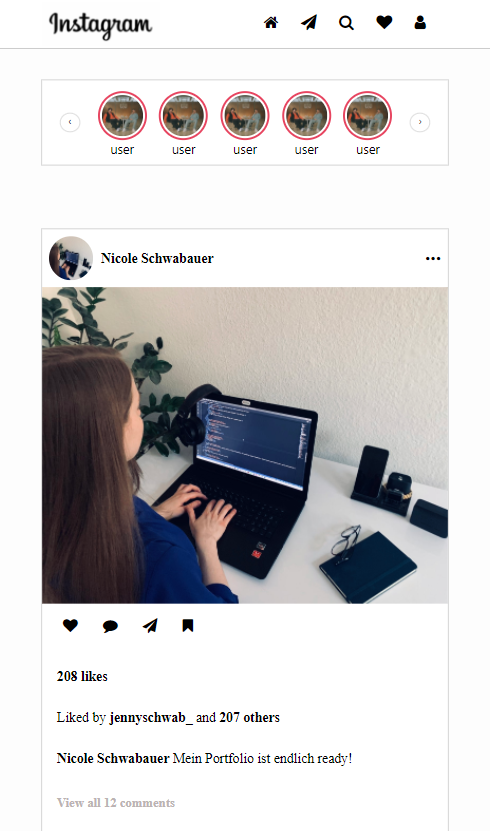 Instagram
user user user user user
Nicole Schwabauer
208 likes
Liked by jennyschwab_ and 207 others
Nicole Schwabauer Mein Portfolio ist endlich ready!
View all 12 comments